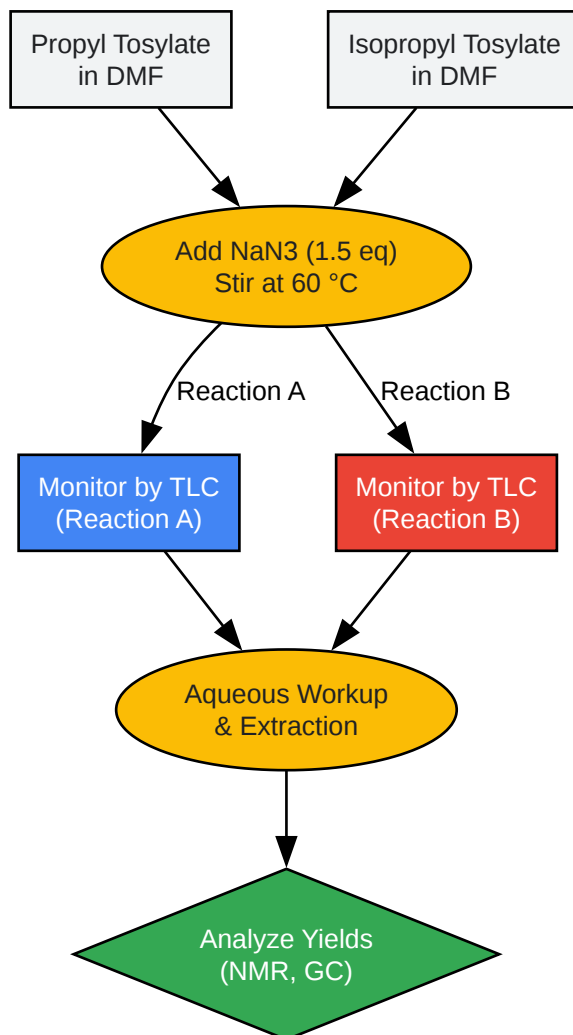 Propyl Tosylate
in DMF
Isopropyl Tosylate
in DMF
Add NaN3 (1.5 eq)
Stir at 60 °C
Reaction A
Reaction B
Monitor by TLC
(Reaction A)
Monitor by TLC
(Reaction B)
Aqueous Workup
& Extraction
Analyze Yields
(NMR, GC)